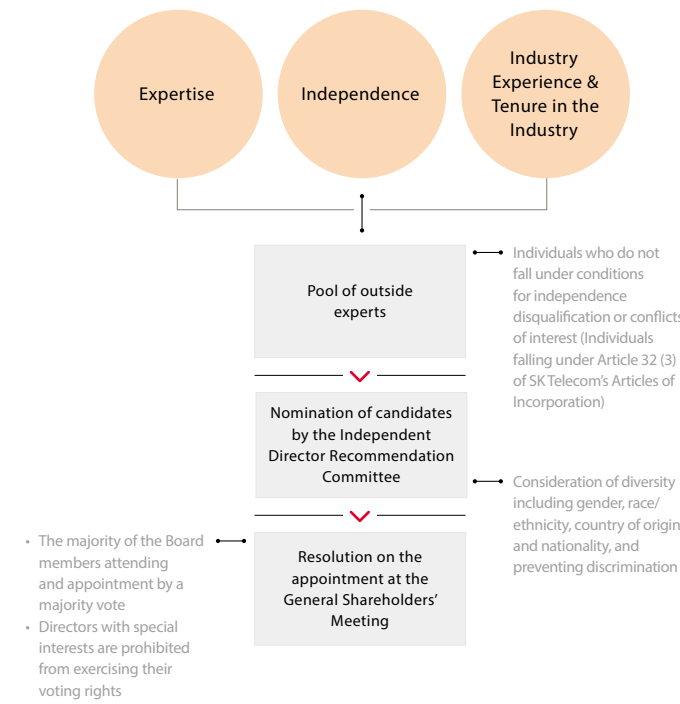 Expertise
Independence
Industry
Experience &
Tenure in the
Industry
Pool of outside
experts
Individuals who do not
fall under conditions
for independence
disqualification or conflicts
of interest (Individuals
falling under Article 32 (3)
of SK Telecom's Articles of
Incorporation)
Nomination of candidates
by the Independent
Director Recommendation
Committee
Consideration of diversity
including gender, race/
ethnicity, country of origin
and nationality, and
preventing discrimination
• The majority of the Board
members attending
and appointment by a
majority vote
• Directors with special
interests are prohibited
from exercising their
voting rights
Resolution on the
appointment at the
General Shareholders'
Meeting